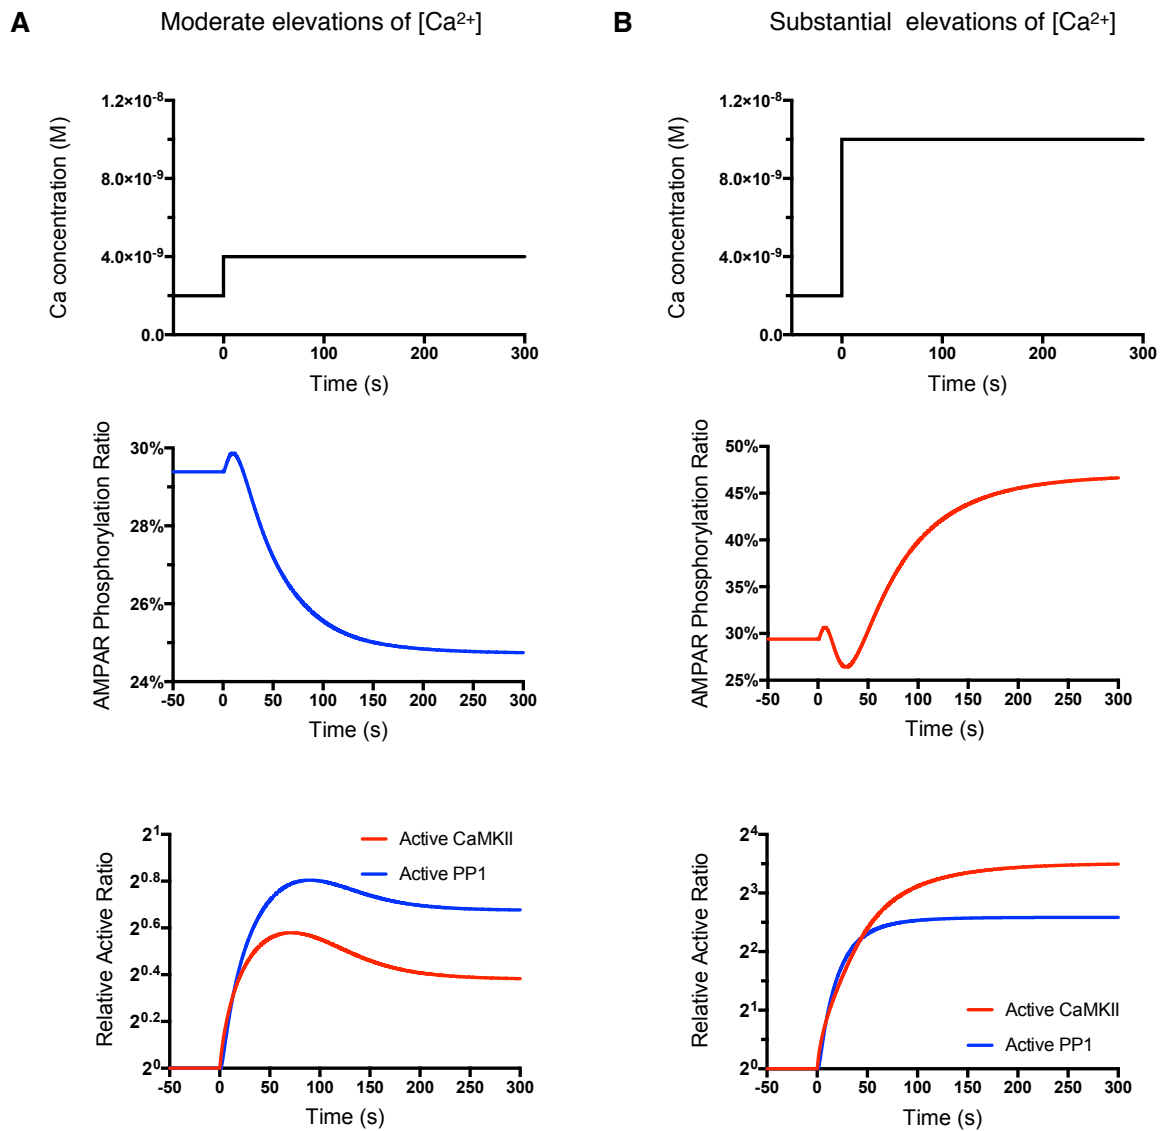 A
Moderate elevations of [Ca²⁺]
B
Substantial elevations of [Ca²⁺]
Ca concentration (M)
1.2×10⁻⁸
8.0×10⁻⁹
4.0×10⁻⁹
0.0
0 100 200 300
Time (s)
Ca concentration (M)
1.2×10⁻⁸
8.0×10⁻⁹
4.0×10⁻⁹
0.0
0 100 200 300
Time (s)
AMPAR Phosphorylation Ratio
30%
28%
26%
24%
-50 0 50 100 150 200 250 300
Time (s)
AMPAR Phosphorylation Ratio
50%
45%
40%
35%
30%
25%
-50 0 50 100 150 200 250 300
Time (s)
Relative Active Ratio
2¹
2⁰·⁸
2⁰·⁶
2⁰·⁴
2⁰·²
2⁰
Active CaMKII
Active PP1
-50 0 50 100 150 200 250 300
Time (s)
Relative Active Ratio
2⁴
2³
2²
2¹
2⁰
Active CaMKII
Active PP1
-50 0 50 100 150 200 250 300
Time (s)